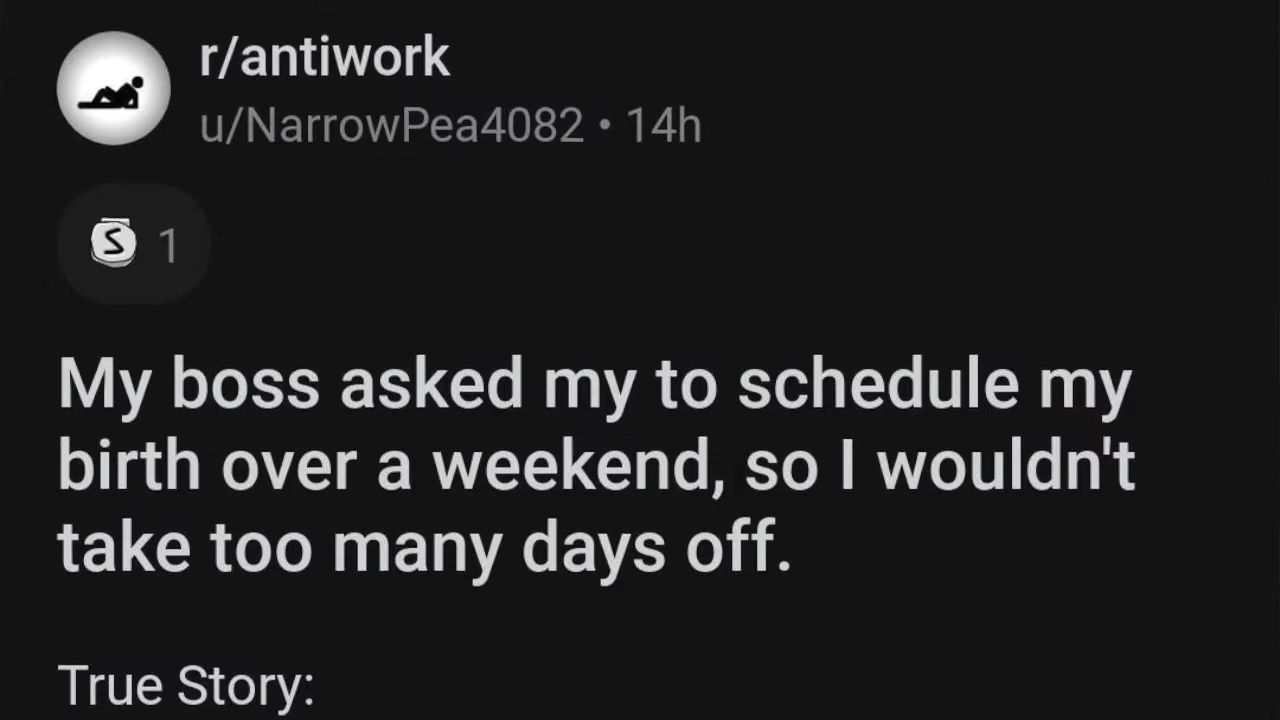 r/antiwork
u/NarrowPea4082 • 14h
S 1
My boss asked my to schedule my
birth over a weekend, so I wouldn't
take too many days off.
True Story: